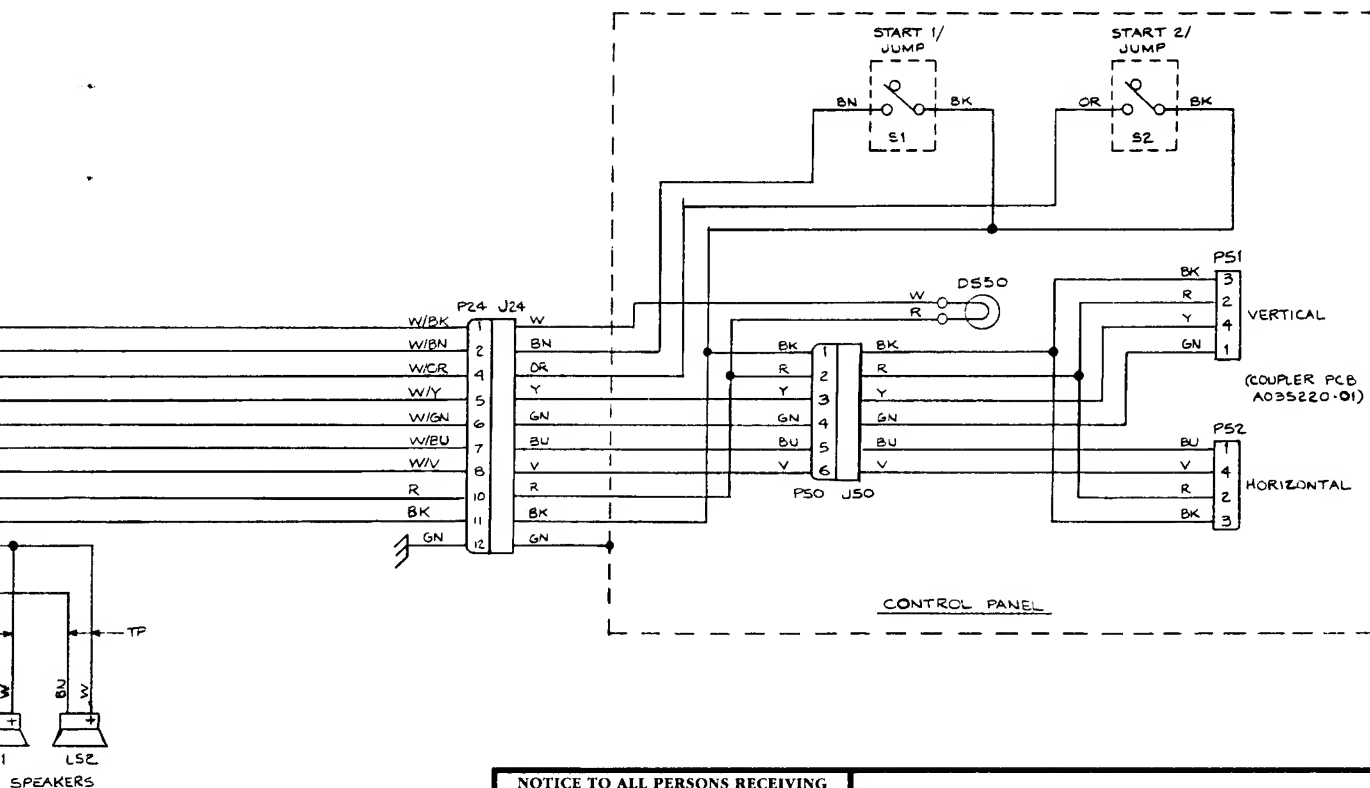 START 1/
JUMP
START 2/
JUMP
BN
BK
OR
BK
S1
S2
P51
BK 3
R 2
Y 4
GN 1
VERTICAL
(COUPLER PCB
A035220-01)
DS50
W
R
P24 J24
W/BK 1 W
W/BN 2 BN
W/OR 4 OR
W/Y 5 Y
W/GN 6 GN
W/BU 7 BU
W/V 8 V
R 10 R
BK 11 BK
GN 12 GN
BK 1 BK
R 2 R
Y 3 Y
GN 4 GN
BU 5 BU
V 6 V
P50 J50
P52
BU 1
V 4
R 2
BK 3
HORIZONTAL
CONTROL PANEL
TP
W
BN
W
+
+
1
LS2
SPEAKERS
NOTICE TO ALL PERSONS RECEIVING